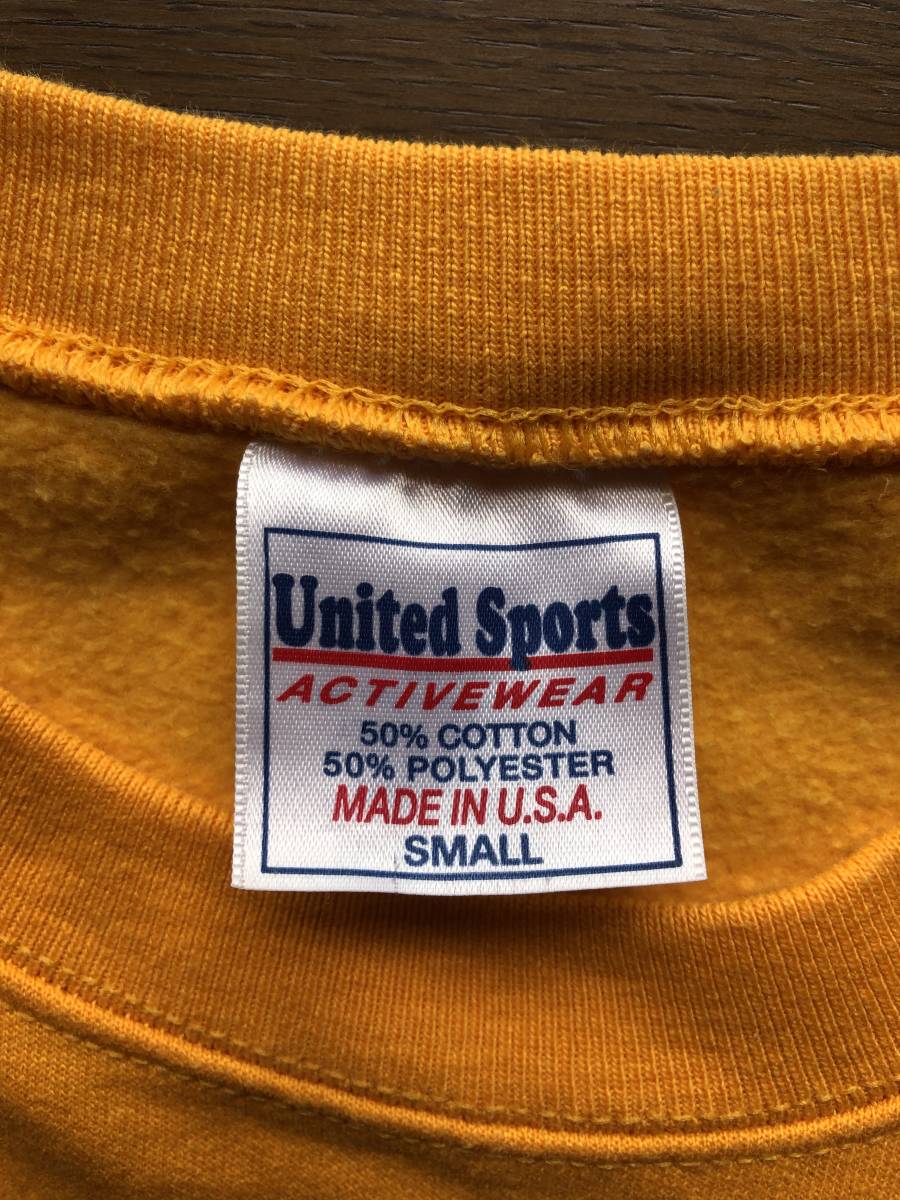 United Sports
ACTIVEWEAR
50% COTTON
50% POLYESTER
MADE IN U.S.A.
SMALL